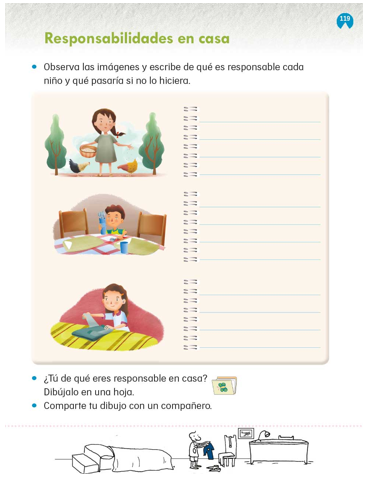 119
Responsabilidades en casa
• Observa las imágenes y escribe de qué es responsable cada
niño y qué pasaría si no lo hiciera.
• ¿Tú de qué eres responsable en casa?
Dibújalo en una hoja.
• Comparte tu dibujo con un compañero.